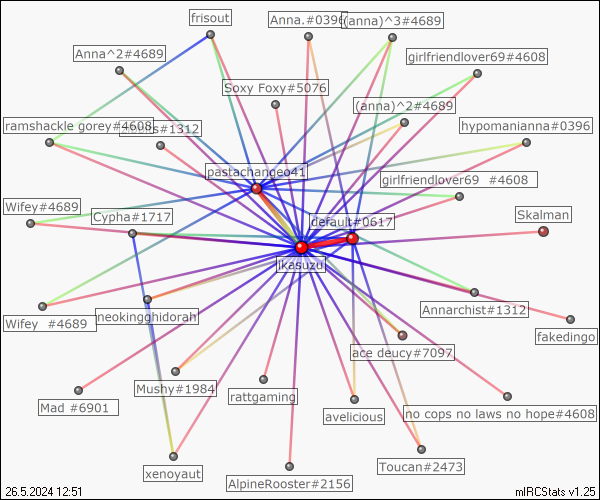 frisout
Anna.#0396
(anna)^3#4689
Anna^2#4689
girlfriendlover69#4608
Soxy Foxy#5076
(anna)^2#4689
ramshackle gorey#4608
#1312
hypomanianna#0396
pastachangeo41
girlfriendlover69 #4608
Wifey#4689
Cypha#1717
default#0617
Skalman
jkasuzu
Annarchist#1312
Wifey #4689
neokingghidorah
fakedingo
ace deucy#7097
Mushy#1984
rattgaming
Mad #6901
avelicious
no cops no laws no hope#4608
xenoyaut
AlpineRooster#2156
Toucan#2473
26.5.2024 12:51
mIRCStats v1.25